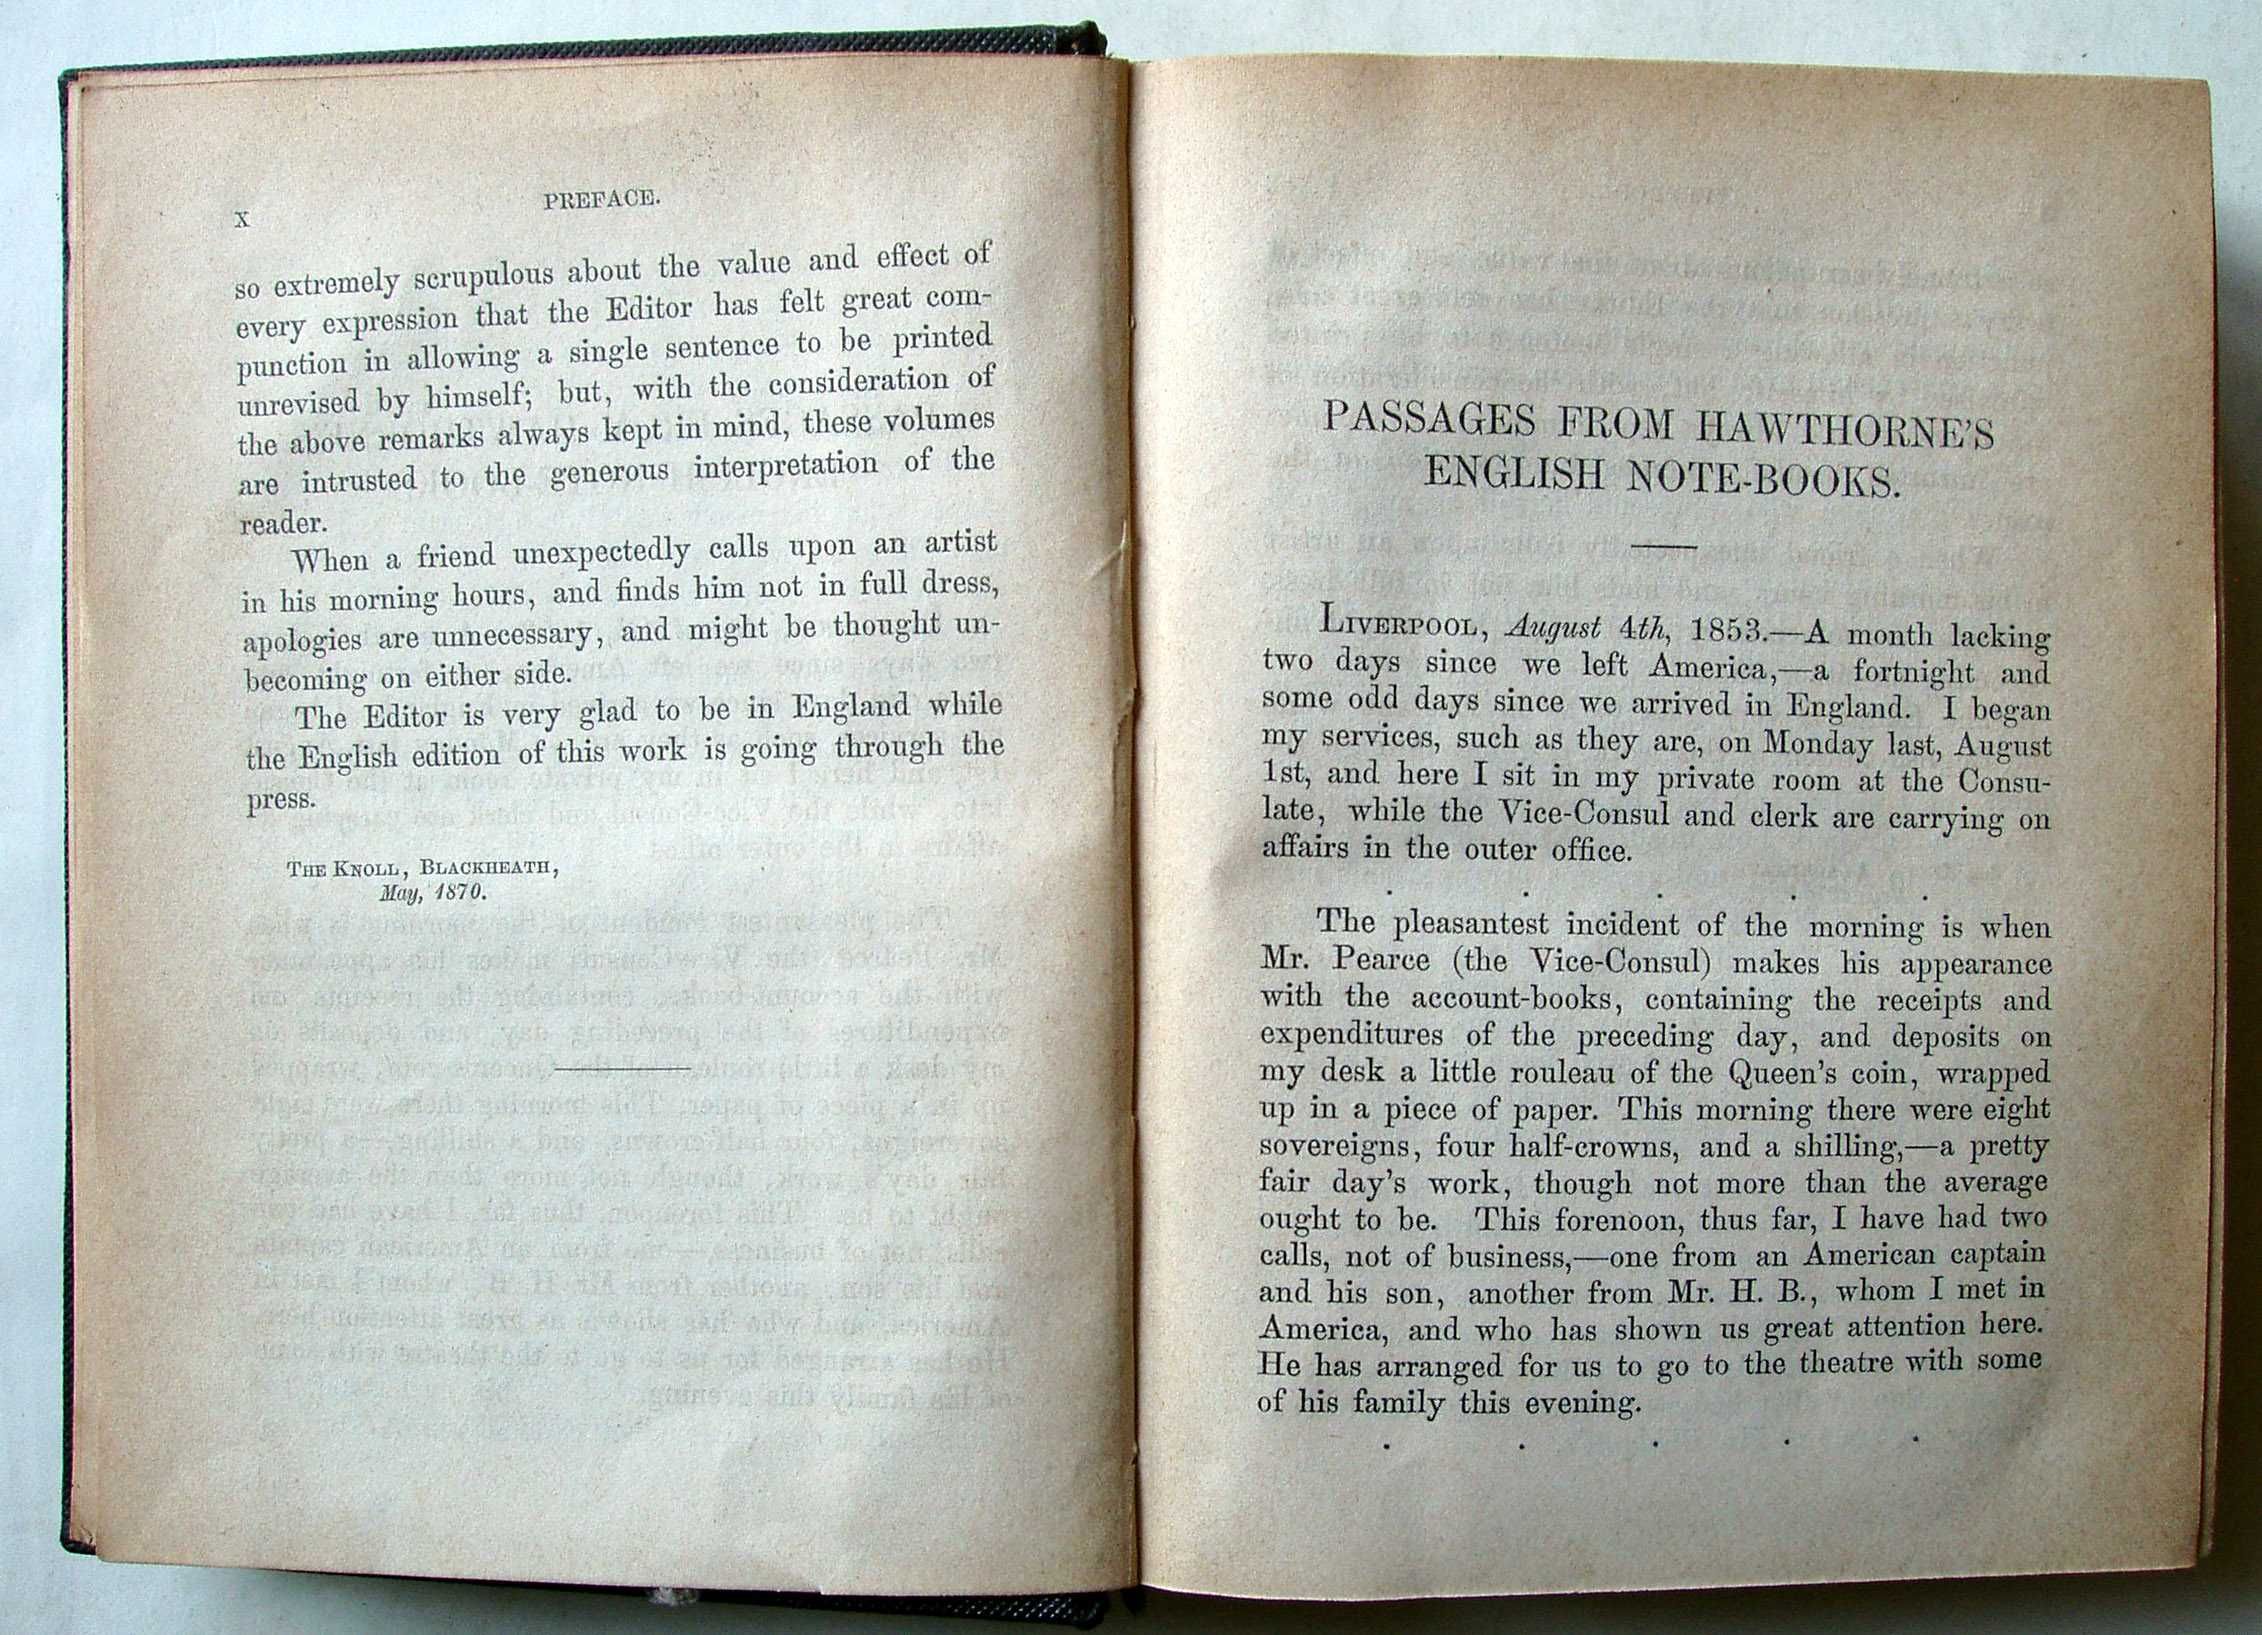 x
PREFACE.
so extremely scrupulous about the value and effect of
every expression that the Editor has felt great com-
punction in allowing a single sentence to be printed
unrevised by himself; but, with the consideration of
the above remarks always kept in mind, these volumes
are intrusted to the generous interpretation of the
reader.
When a friend unexpectedly calls upon an artist
in his morning hours, and finds him not in full dress,
apologies are unnecessary, and might be thought un-
becoming on either side.
The Editor is very glad to be in England while
the English edition of this work is going through the
press.
THE KNOLL, BLACKHEATH,
May, 1870.
PASSAGES FROM HAWTHORNE'S
ENGLISH NOTE-BOOKS.
LIVERPOOL, August 4th, 1853.—A month lacking
two days since we left America,—a fortnight and
some odd days since we arrived in England. I began
my services, such as they are, on Monday last, August
1st, and here I sit in my private room at the Consu-
late, while the Vice-Consul and clerk are carrying on
affairs in the outer office.
. . . . .
The pleasantest incident of the morning is when
Mr. Pearce (the Vice-Consul) makes his appearance
with the account-books, containing the receipts and
expenditures of the preceding day, and deposits on
my desk a little rouleau of the Queen's coin, wrapped
up in a piece of paper. This morning there were eight
sovereigns, four half-crowns, and a shilling,—a pretty
fair day's work, though not more than the average
ought to be. This forenoon, thus far, I have had two
calls, not of business,—one from an American captain
and his son, another from Mr. H. B., whom I met in
America, and who has shown us great attention here.
He has arranged for us to go to the theatre with some
of his family this evening.
. . . . .